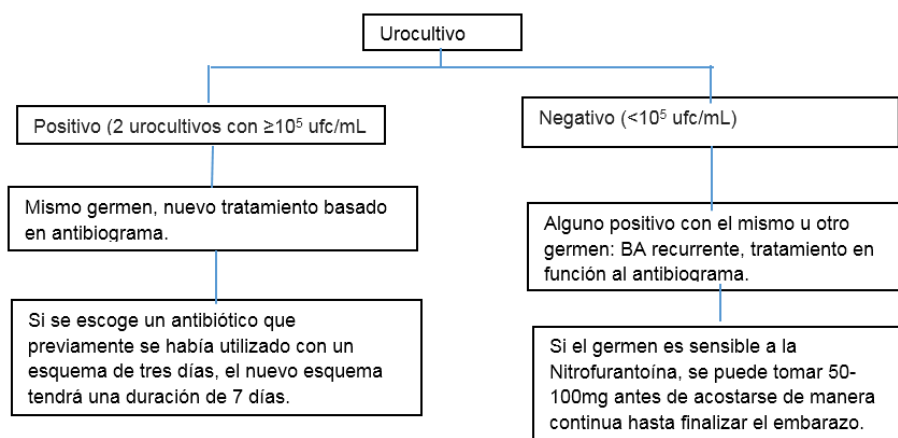 Urocultivo
Positivo (2 urocultivos con ≥10⁵ ufc/mL
Mismo germen, nuevo tratamiento basado
en antibiograma.
Si se escoge un antibiótico que
previamente se había utilizado con un
esquema de tres días, el nuevo esquema
tendrá una duración de 7 días.
Negativo (<10⁵ ufc/mL)
Alguno positivo con el mismo u otro
germen: BA recurrente, tratamiento en
función al antibiograma.
Si el germen es sensible a la
Nitrofurantoína, se puede tomar 50-
100mg antes de acostarse de manera
continua hasta finalizar el embarazo.